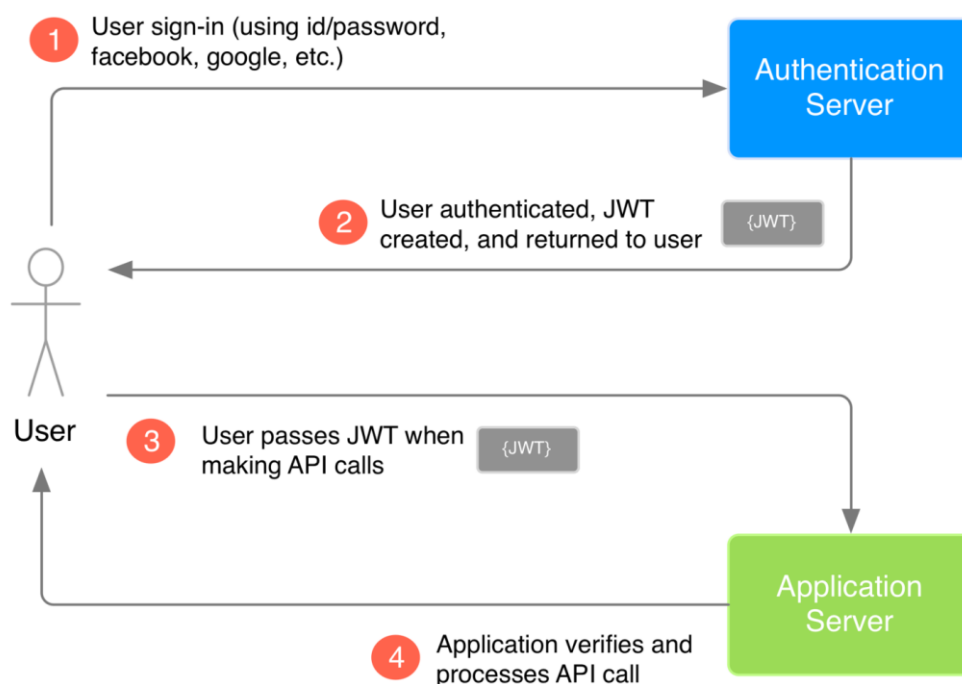 1
User sign-in (using id/password,
facebook, google, etc.)
Authentication
Server
2
User authenticated, JWT
created, and returned to user
{JWT}
User
3
User passes JWT when
making API calls
{JWT}
Application
Server
4
Application verifies and
processes API call